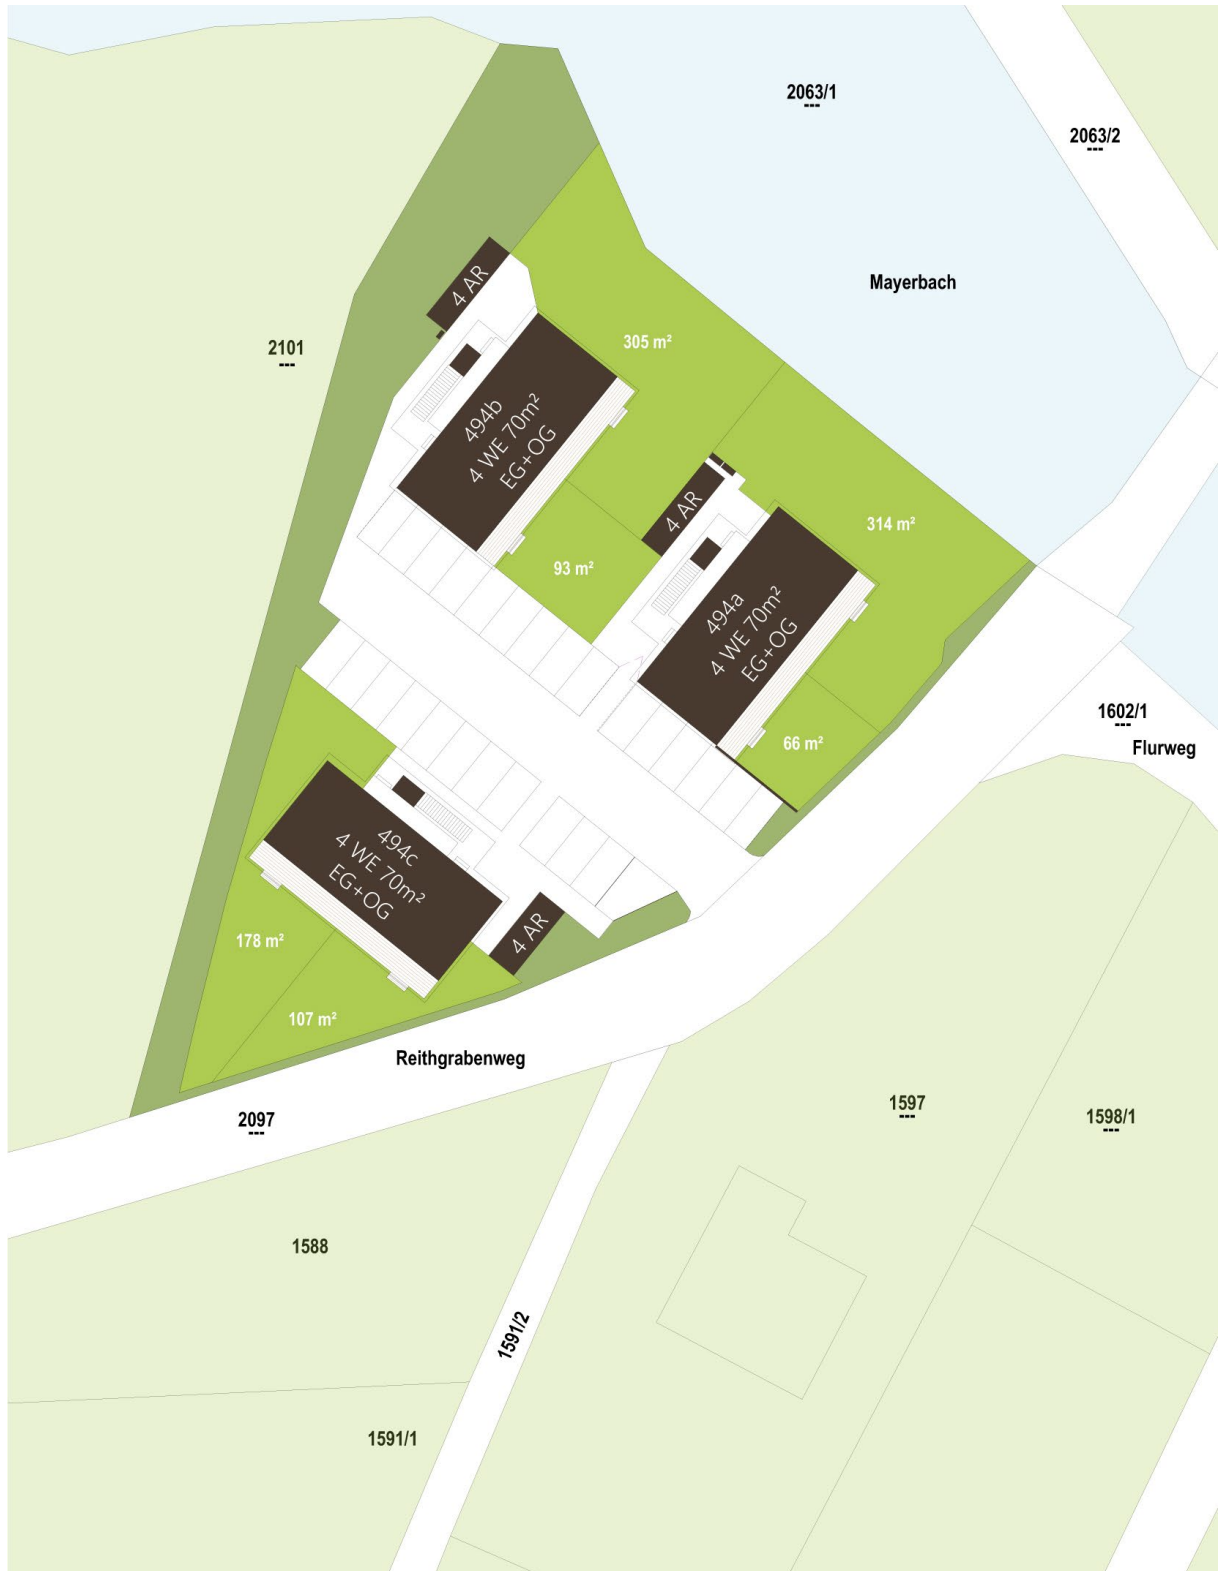 2063/1
2063/2
Mayerbach
4 AR
305 m²
2101
494b
4 WE 70m²
EG+OG
4 AR
314 m²
93 m²
494a
4 WE 70m²
EG+OG
1602/1
Flurweg
66 m²
494c
4 WE 70m²
EG+OG
4 AR
178 m²
107 m²
Reithgrabenweg
2097
1597
1598/1
1588
1591/2
1591/1